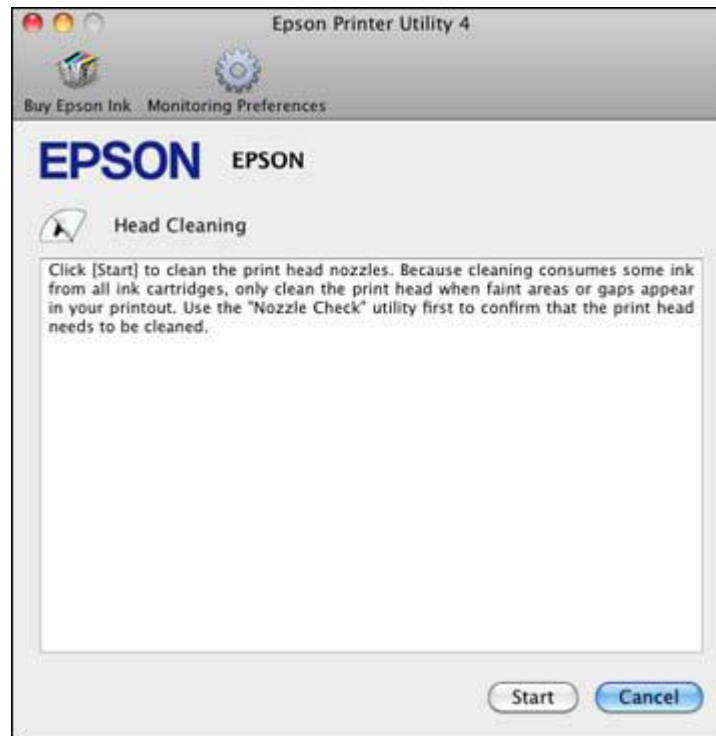 Epson Printer Utility 4
Buy Epson Ink Monitoring Preferences
EPSON EPSON
Head Cleaning
Click [Start] to clean the print head nozzles. Because cleaning consumes some ink
from all ink cartridges, only clean the print head when faint areas or gaps appear
in your printout. Use the "Nozzle Check" utility first to confirm that the print head
needs to be cleaned.
Start Cancel